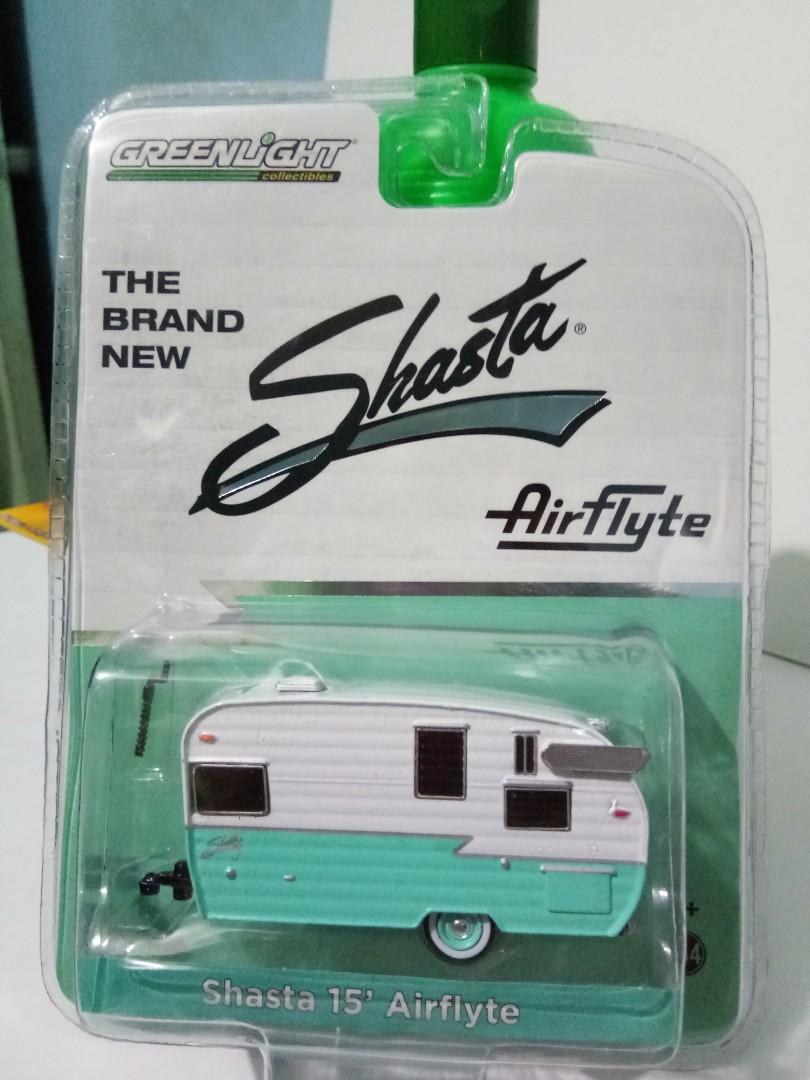 GREENLiGHT®
collectibles
THE
BRAND
NEW
Shasta®
Airflyte
Shasta
+
Shasta 15' Airflyte